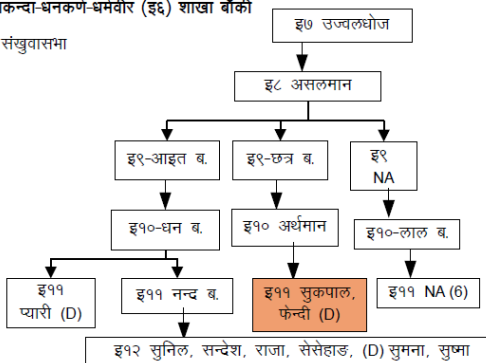 कन्दा-धनकर्ण-धर्मवीर (इ६) शाखा बाँकी
संखुवासभा
इ७ उज्वलधोज
इ८ असलमान
इ९-आइत ब.
इ९-छत्र ब.
इ९
NA
इ१०-धन ब.
इ१० अर्थमान
इ१०-लाल ब.
इ११
प्यारी (D)
इ११ नन्द ब.
इ११ सुकपाल,
फेन्दी (D)
इ११ NA (6)
इ१२ सुनिल, सन्देश, राजा, सेसेहाङ, (D) सुमना, सुष्मा